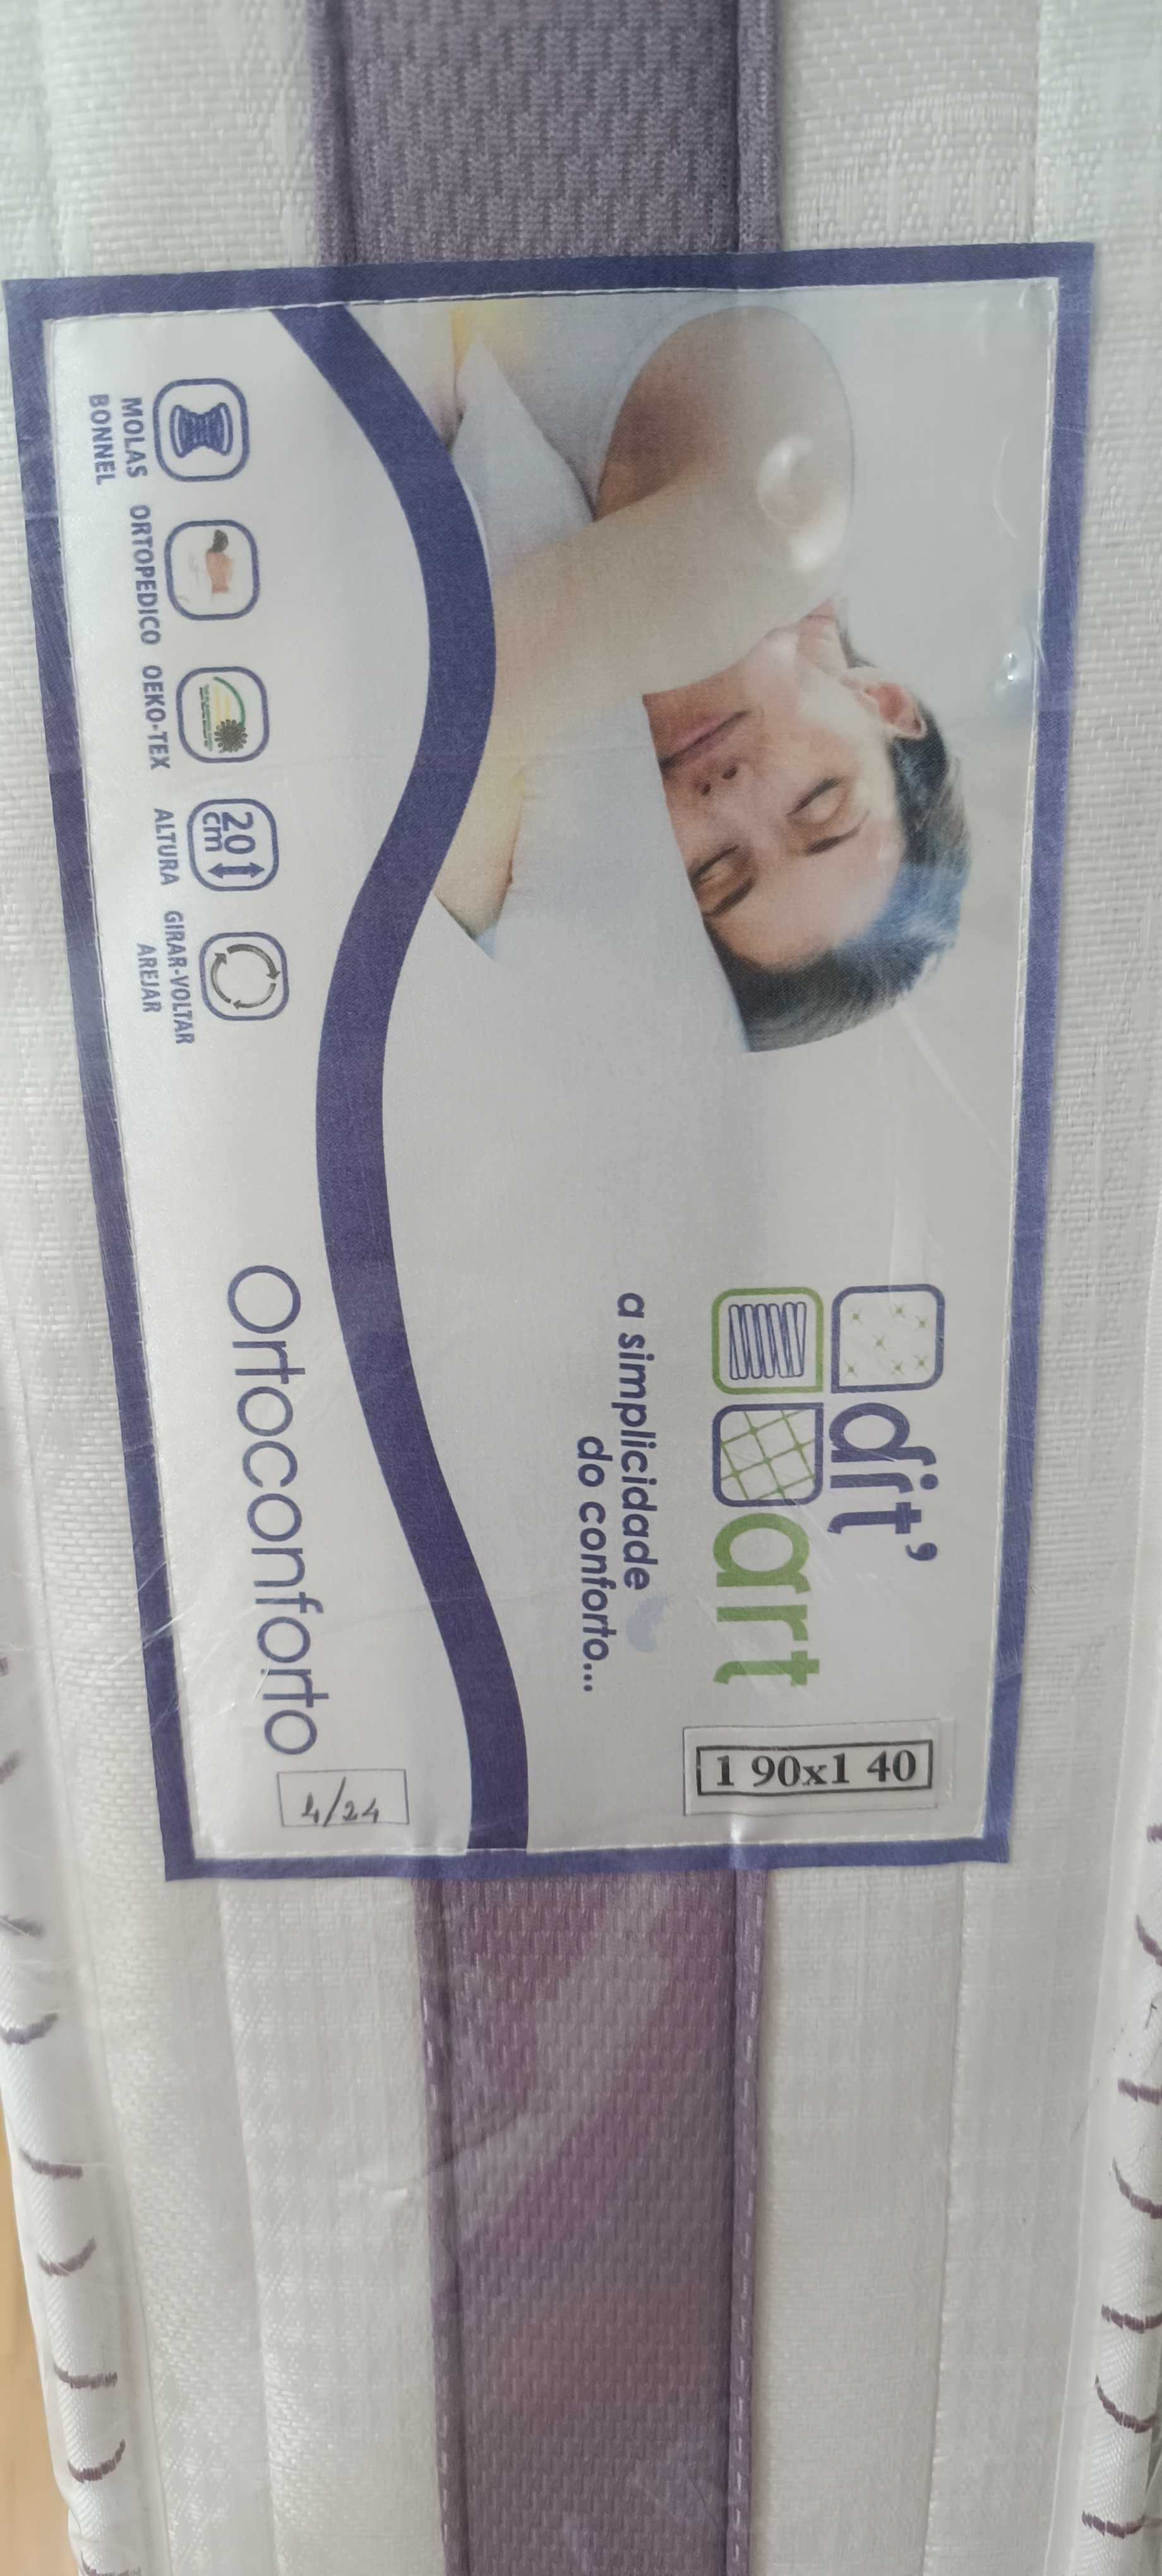 dit'
art
a simplicidade
do conforto...
1 90x1 40
MOLAS
BONNEL
ORTOPEDICO
OEKO-TEX
20
cm
ALTURA
GIRAR-VOLTAR
AREJAR
Ortoconforto
4/24